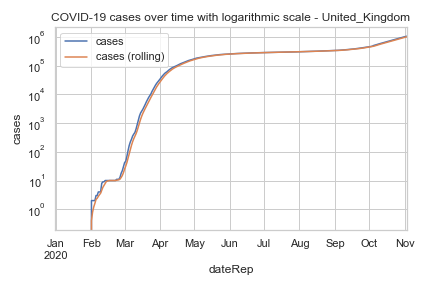 COVID-19 cases over time with logarithmic scale - United_Kingdom
cases
cases (rolling)
10⁶
10⁵
10⁴
10³
10²
10¹
10⁰
cases
Jan Feb Mar Apr May Jun Jul Aug Sep Oct Nov
2020
dateRep